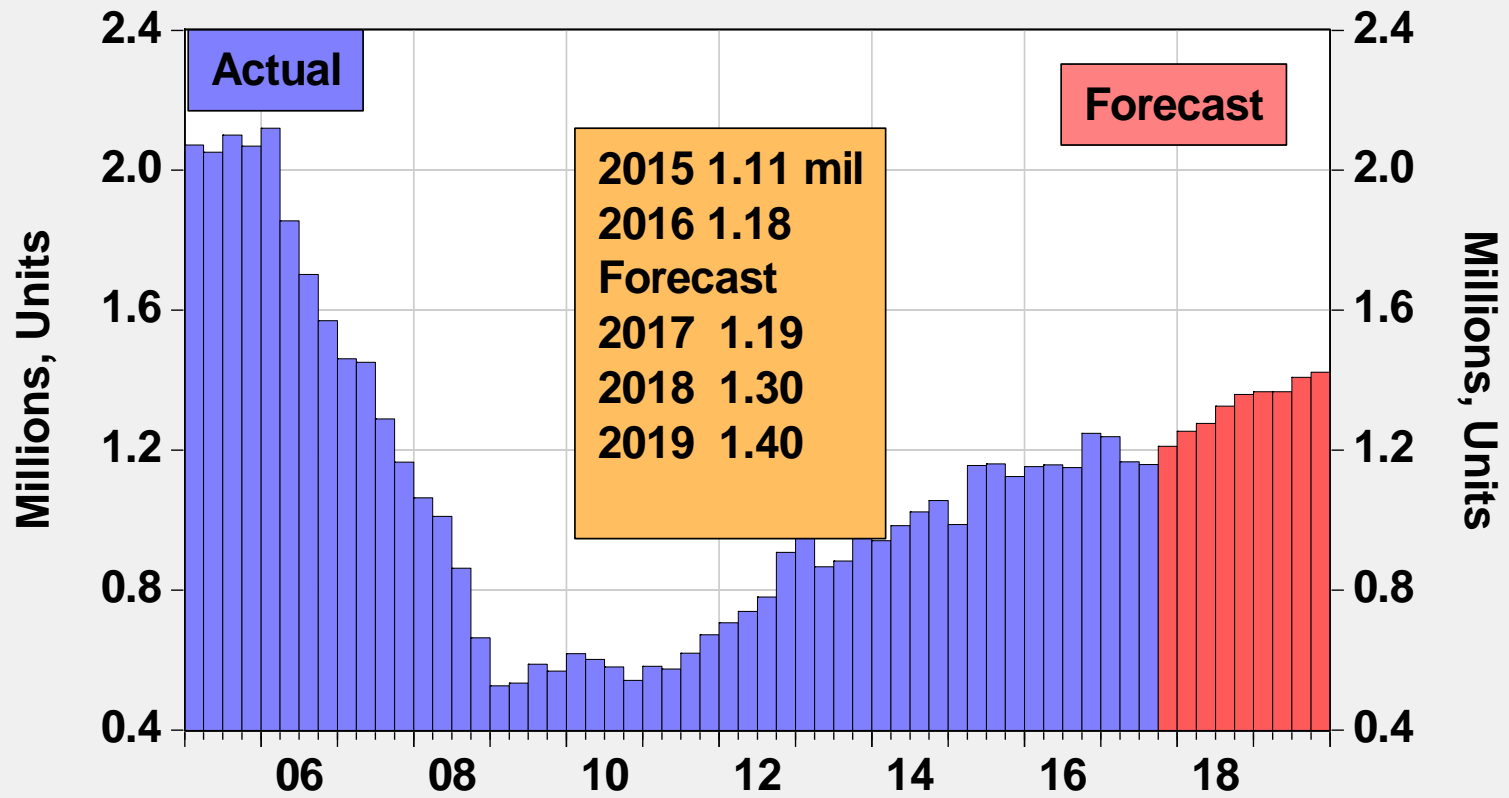 2.4
2.0
1.6
1.2
0.8
0.4
Millions, Units
Actual
2015 1.11 mil
2016 1.18
Forecast
2017 1.19
2018 1.30
2019 1.40
Forecast
2.4
2.0
1.6
1.2
0.8
0.4
Millions, Units
06 08 10 12 14 16 18